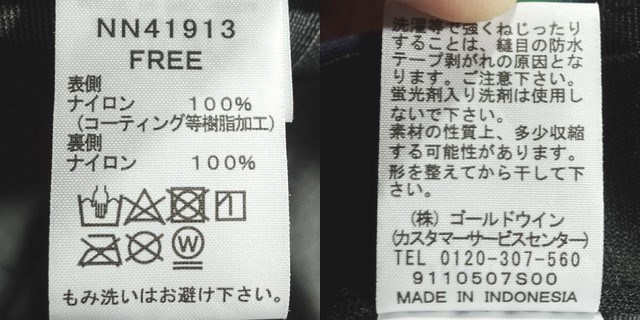 NN41913
FREE
表側
ナイロン 100%
(コーティング等樹脂加工)
裏側
ナイロン 100%
W
もみ洗いはお避け下さい。
洗濯等で強くねじったり
することは、縫目の防水
テープ剥がれの原因とな
ります。ご注意下さい。
蛍光剤入り洗剤は使用し
ないで下さい。
素材の性質上、多少収縮
する可能性があります。
形を整えてから干して下
さい。
(株) ゴールドウイン
(カスタマーサービスセンター)
TEL 0120-307-560
9110507S00
MADE IN INDONESIA